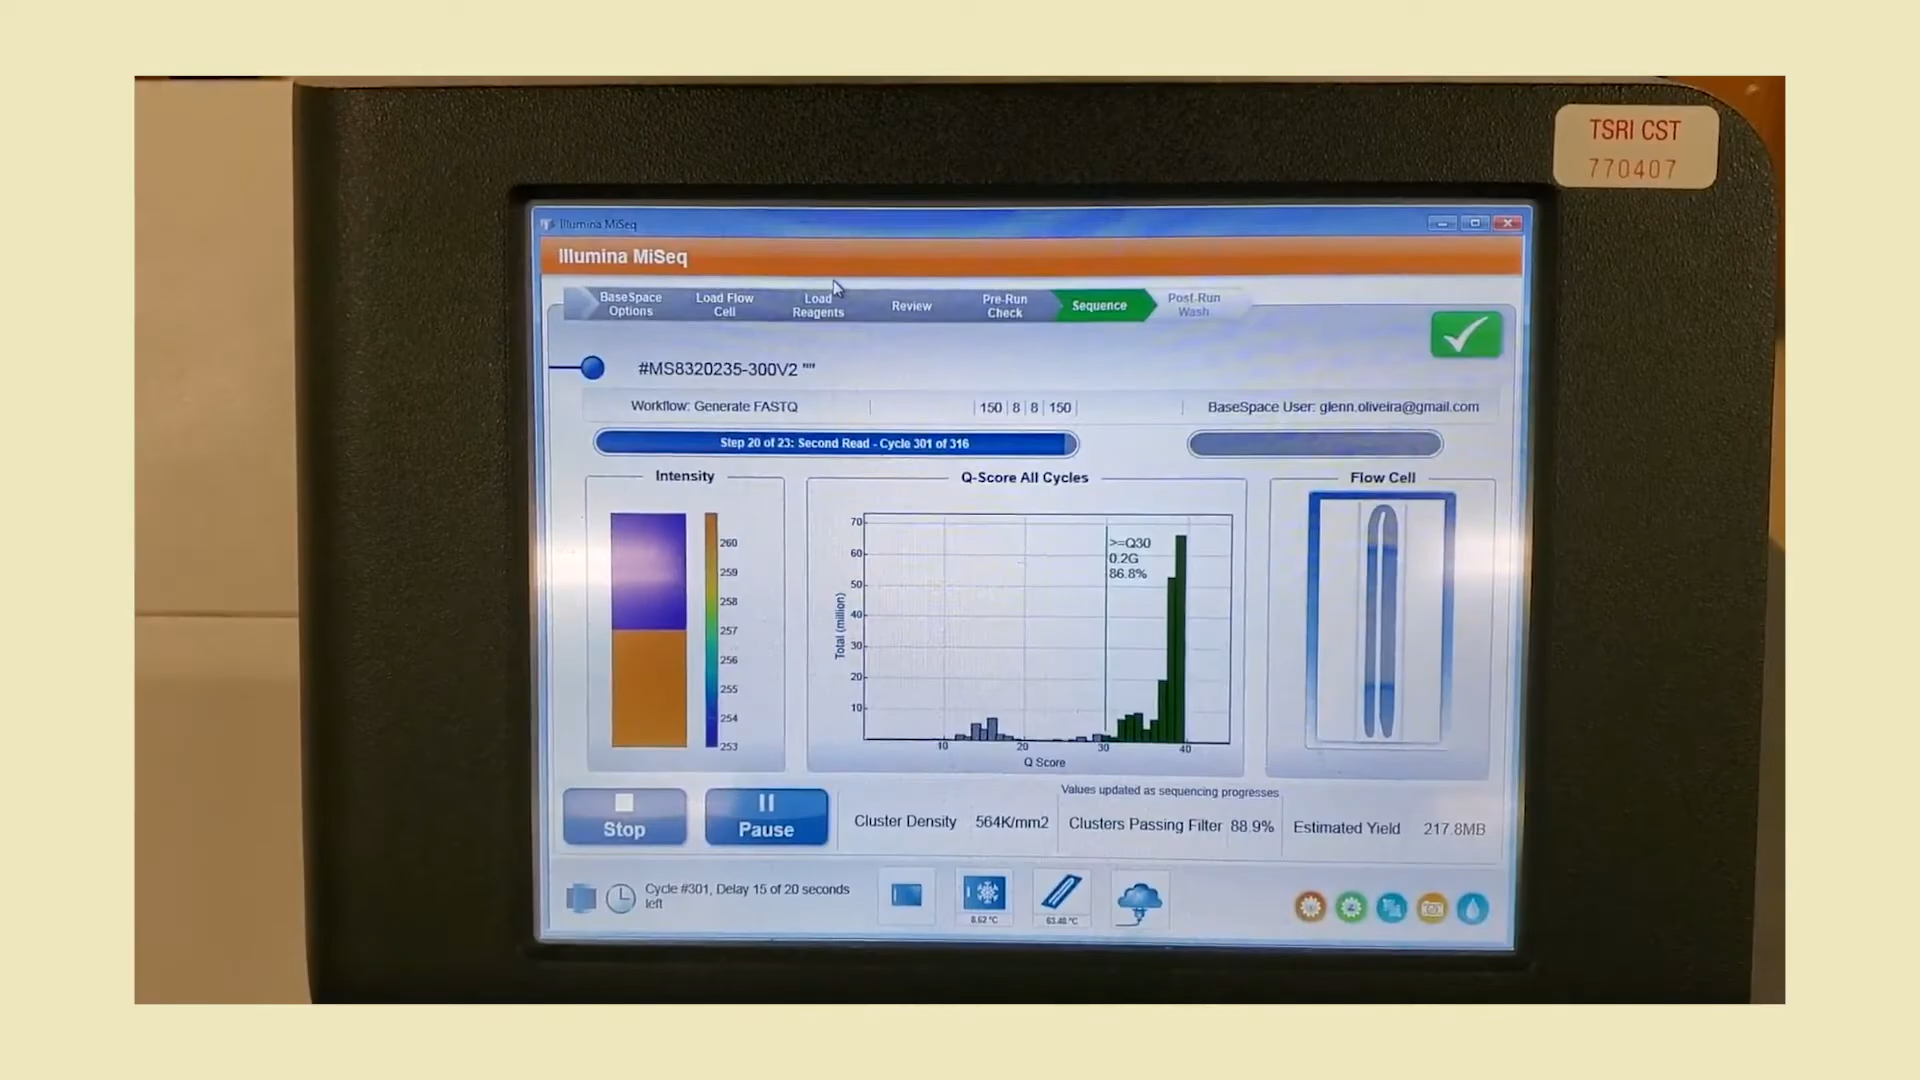 TSRI CST
770407
Illumina MiSeq
Illumina MiSeq
BaseSpace Options
Load Flow Cell
Load Reagents
Review
Pre-Run Check
Sequence
Post-Run Wash
#MS8320235-300V2 ""
Workflow: Generate FASTQ
150 | 8 | 8 | 150
BaseSpace User: glenn.oliveira@gmail.com
Step 20 of 23: Second Read - Cycle 301 of 316
Intensity
260
259
258
257
256
255
254
253
Q-Score All Cycles
Total (million)
70
60
50
40
30
20
10
>=Q30
0.2G
86.8%
10 20 30 40
Q Score
Flow Cell
Stop
Pause
Values updated as sequencing progresses
Cluster Density 564K/mm2
Clusters Passing Filter 88.9%
Estimated Yield 217.8MB
Cycle #301, Delay 15 of 20 seconds
left
8.62 °C
63.48 °C